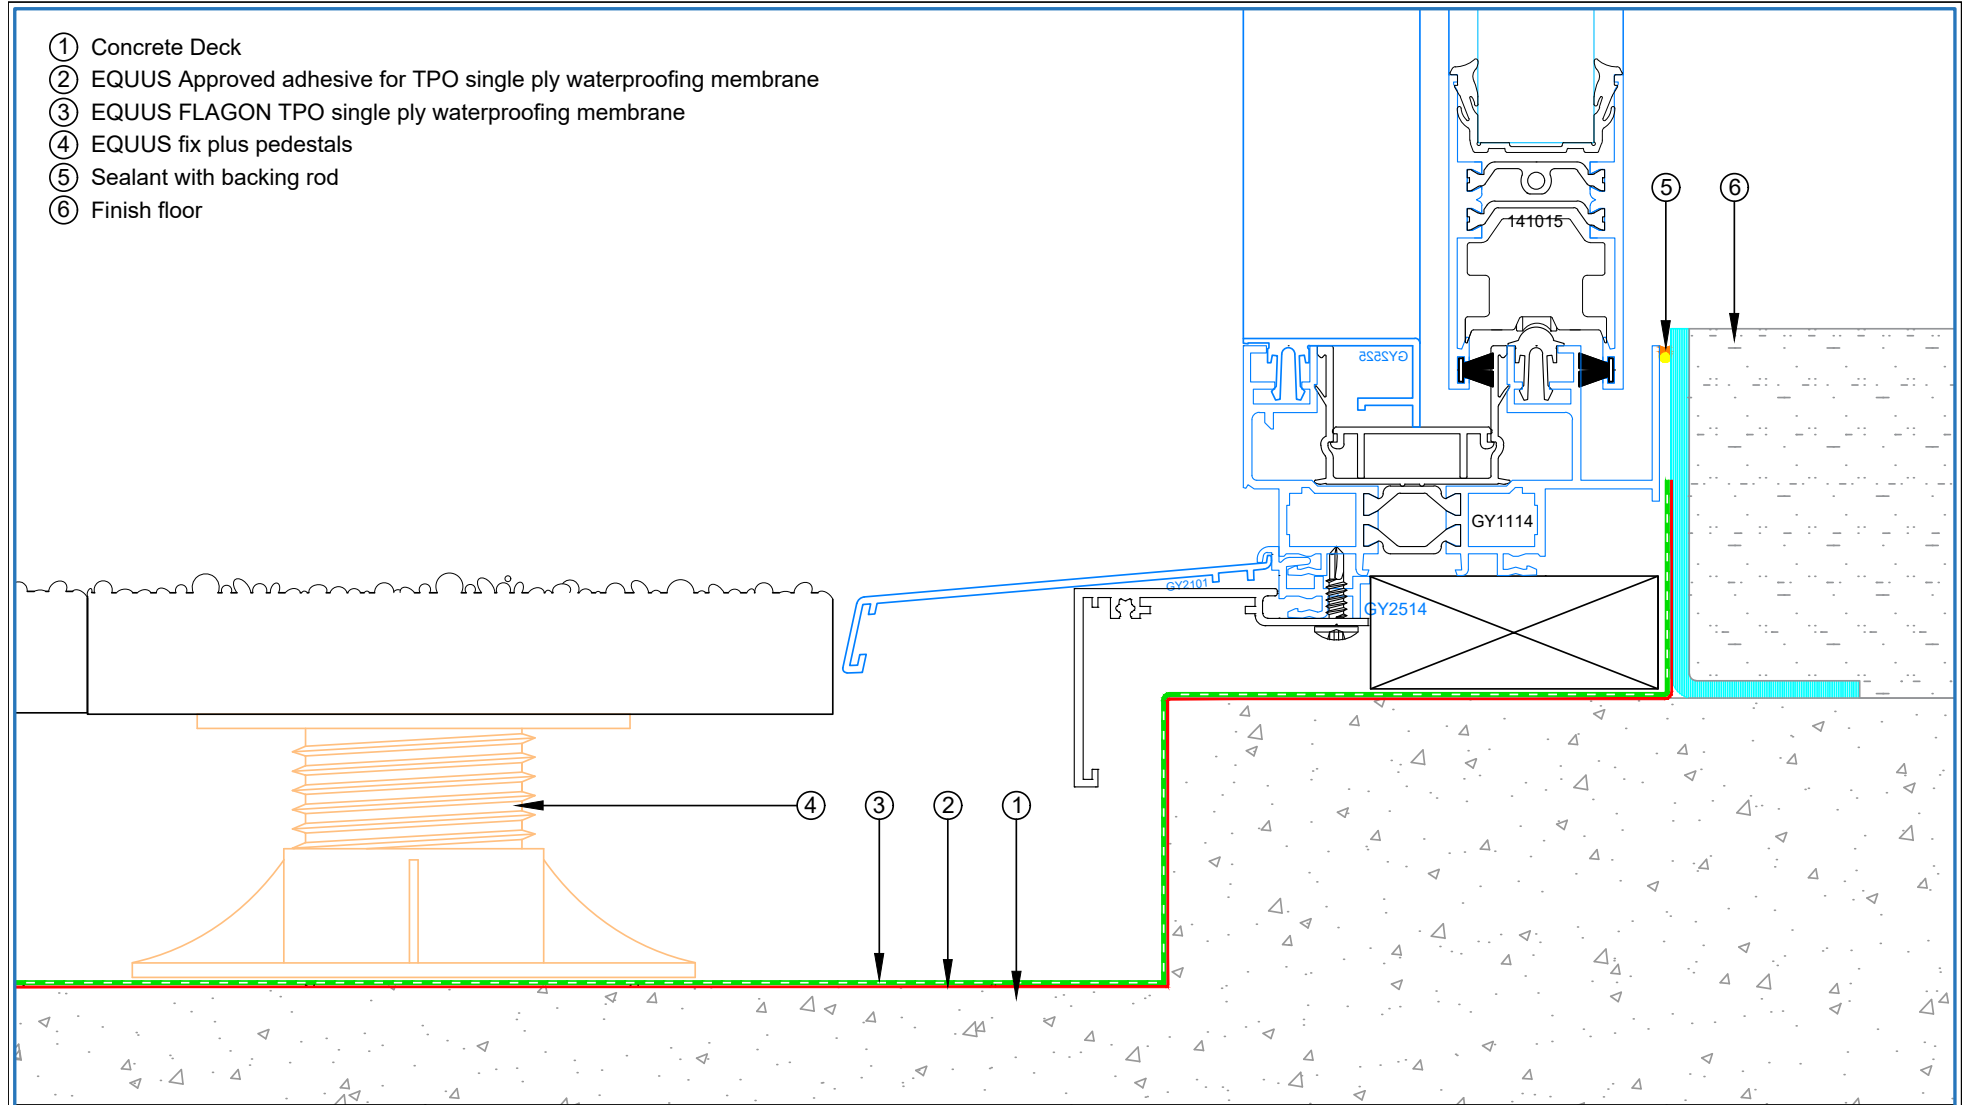 1 Concrete Deck
2 EQUUS Approved adhesive for TPO single ply waterproofing membrane
3 EQUUS FLAGON TPO single ply waterproofing membrane
4 EQUUS fix plus pedestals
5 Sealant with backing rod
6 Finish floor
5
6
141015
GY2525
GY1114
GY2101
GY2514
4
3
2
1